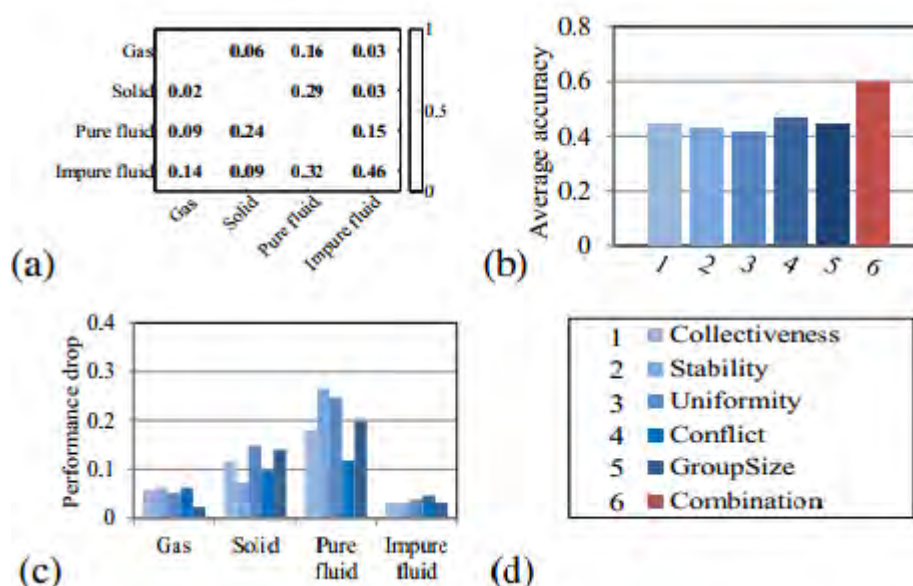 Gas 0.06 0.16 0.03
Solid 0.02 0.29 0.03
Pure fluid 0.09 0.24 0.15
Impure fluid 0.14 0.09 0.32 0.46
1
0.5
0
Gas
Solid
Pure fluid
Impure fluid
(a)
Average accuracy
0.8
0.6
0.4
0.2
0
1 2 3 4 5 6
(b)
Performance drop
0.4
0.3
0.2
0.1
0
Gas Solid Pure Impure
fluid fluid
(c)
1 Collectiveness
2 Stability
3 Uniformity
4 Conflict
5 GroupSize
6 Combination
(d)